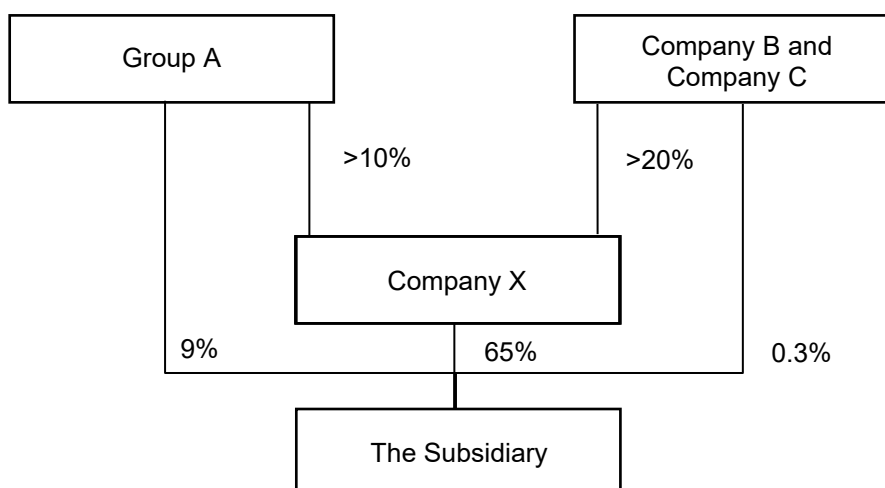 Group A
Company B and
Company C
>10%
>20%
Company X
9%
65%
0.3%
The Subsidiary